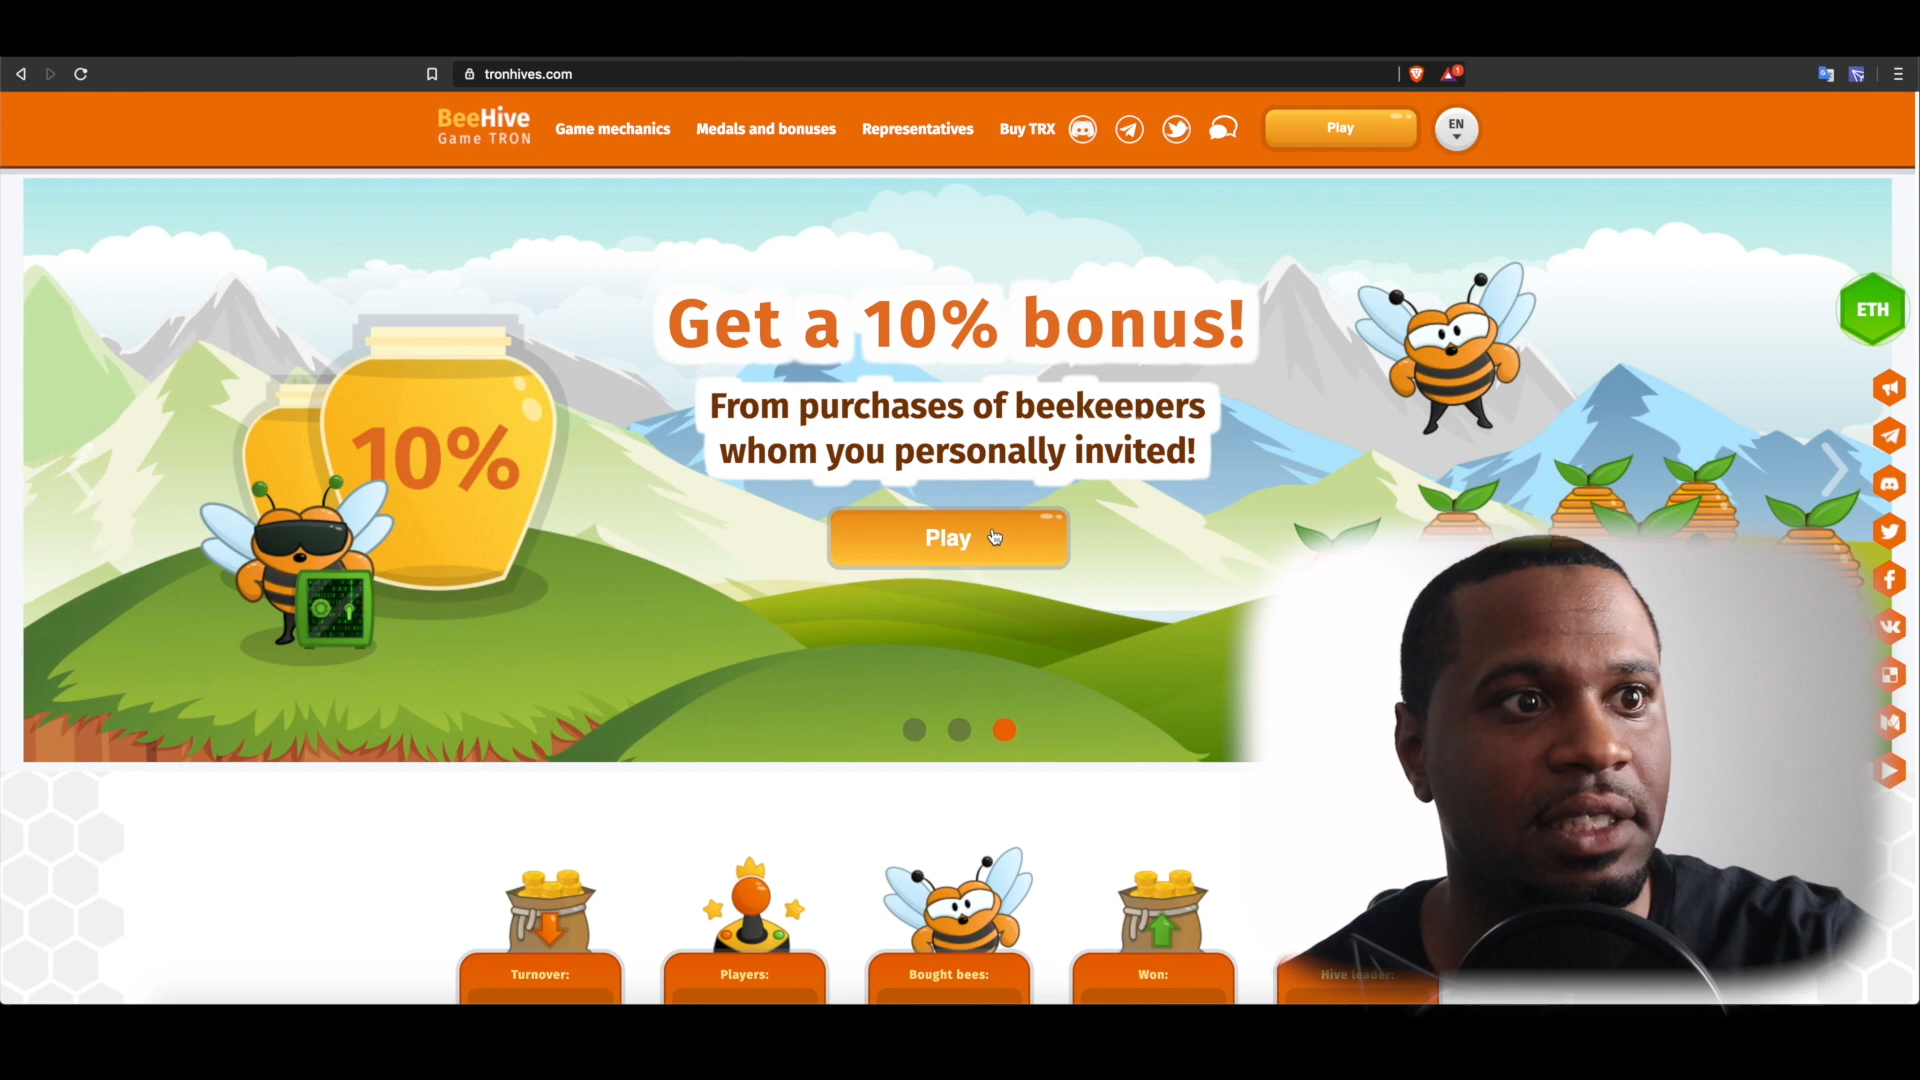 tronhives.com
1
BeeHive
Game TRON
Game mechanics
Medals and bonuses
Representatives
Buy TRX
Play
EN
Get a 10% bonus!
From purchases of beekeepers
whom you personally invited!
Play
10%
ETH
Turnover:
Players:
Bought bees:
Won:
Hive leader: